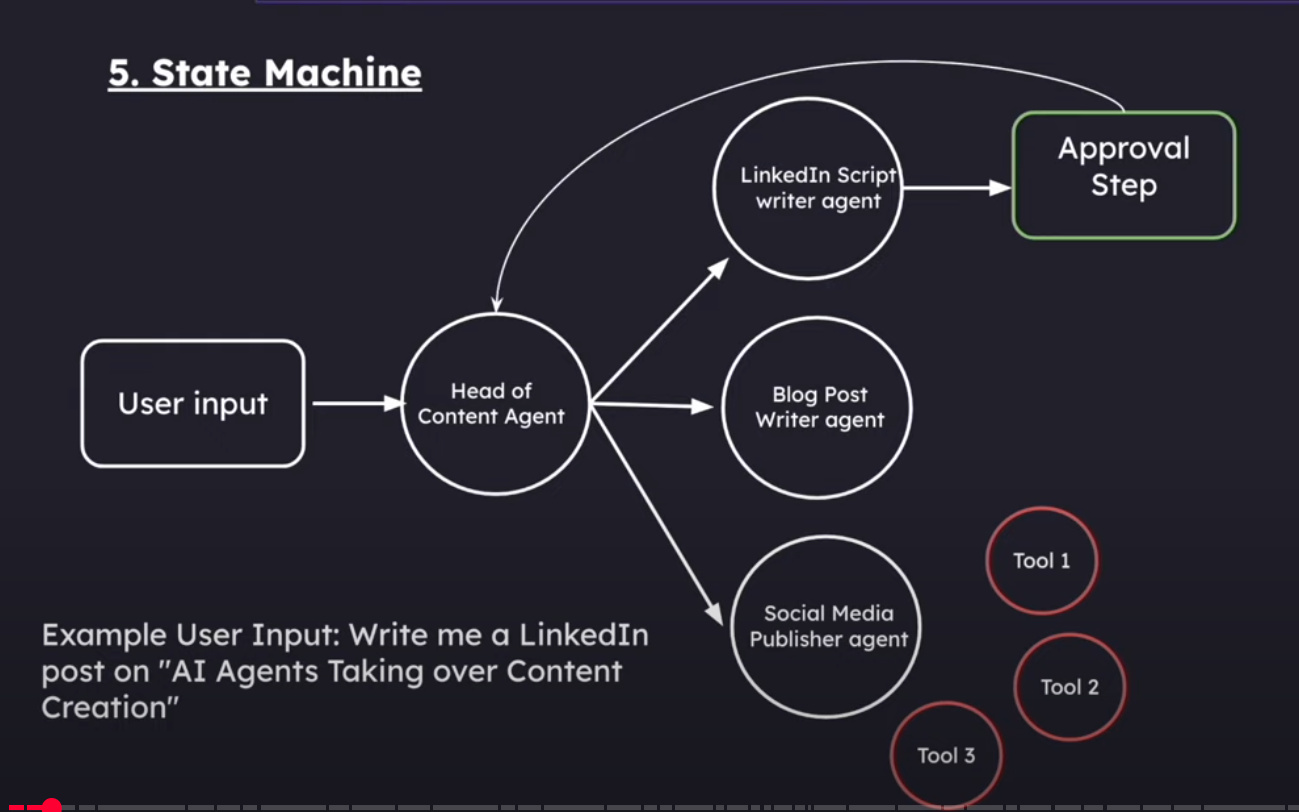 5. State Machine
LinkedIn Script
writer agent
Approval
Step
User input
Head of
Content Agent
Blog Post
Writer agent
Social Media
Publisher agent
Tool 1
Tool 2
Tool 3
Example User Input: Write me a LinkedIn
post on "AI Agents Taking over Content
Creation"